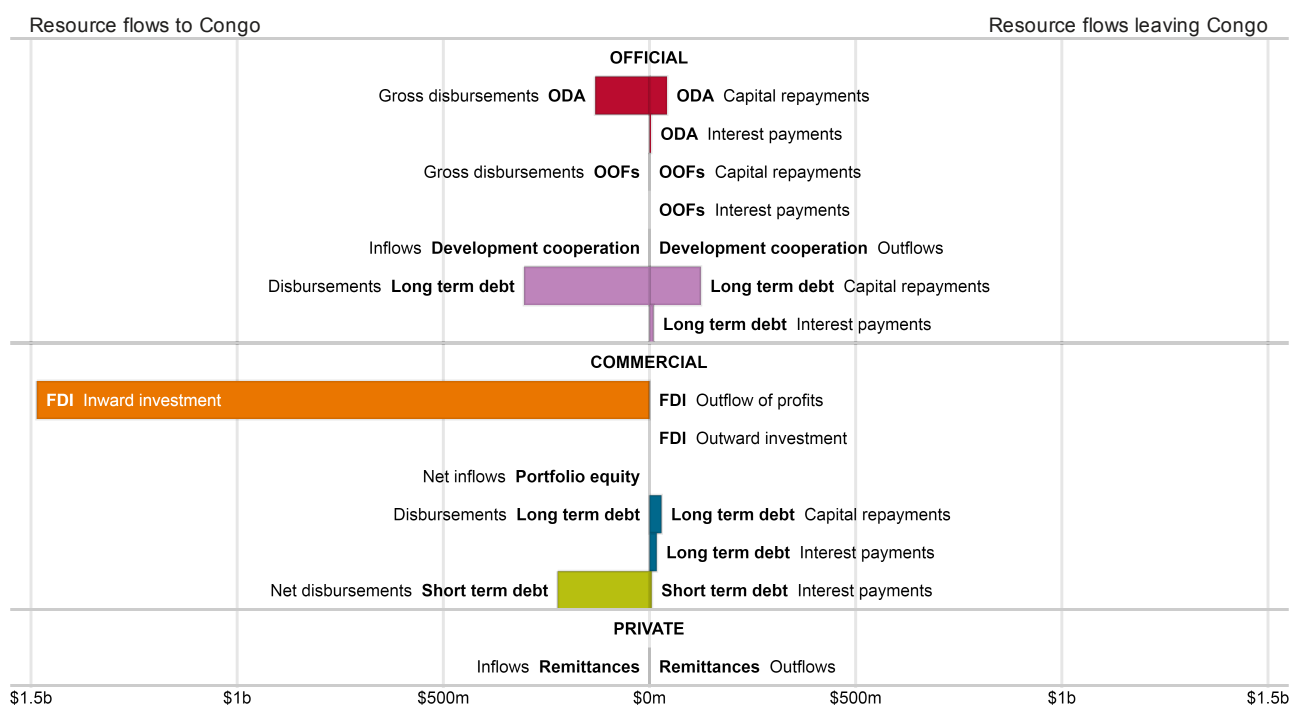 Resource flows to Congo Resource flows leaving Congo
OFFICIAL
Gross disbursements ODA ODA Capital repayments
ODA Interest payments
Gross disbursements OOFs OOFs Capital repayments
OOFs Interest payments
Inflows Development cooperation Development cooperation Outflows
Disbursements Long term debt Long term debt Capital repayments
Long term debt Interest payments
COMMERCIAL
FDI Inward investment FDI Outflow of profits
FDI Outward investment
Net inflows Portfolio equity
Disbursements Long term debt Long term debt Capital repayments
Long term debt Interest payments
Net disbursements Short term debt Short term debt Interest payments
PRIVATE
Inflows Remittances Remittances Outflows
$1.5b $1b $500m $0m $500m $1b $1.5b